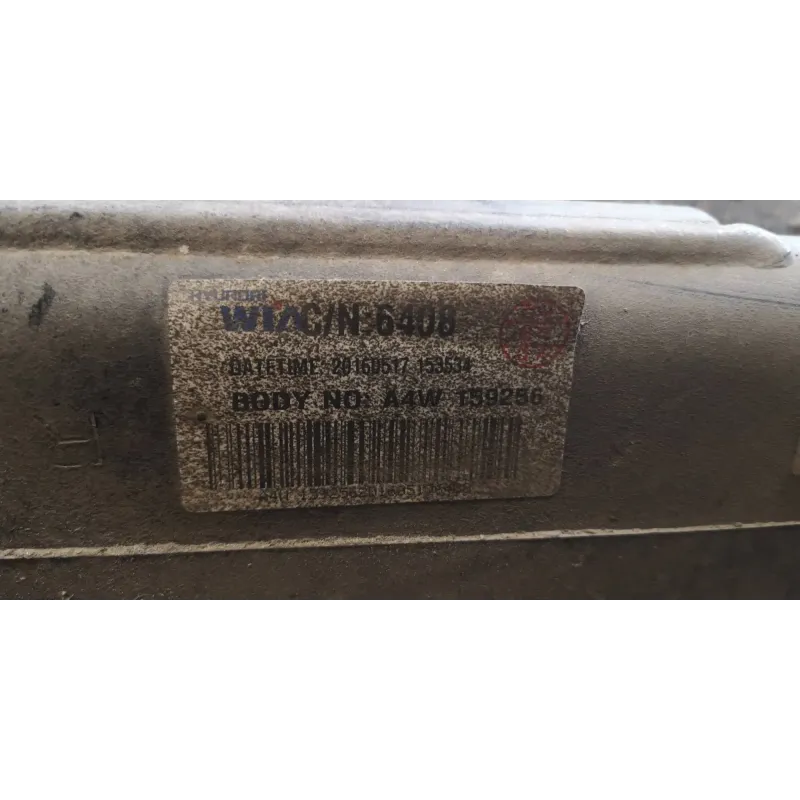 HYUNDAI
WIA C/N:6408
DATETIME: 20160517 153534
BODY NO: A4W 159256